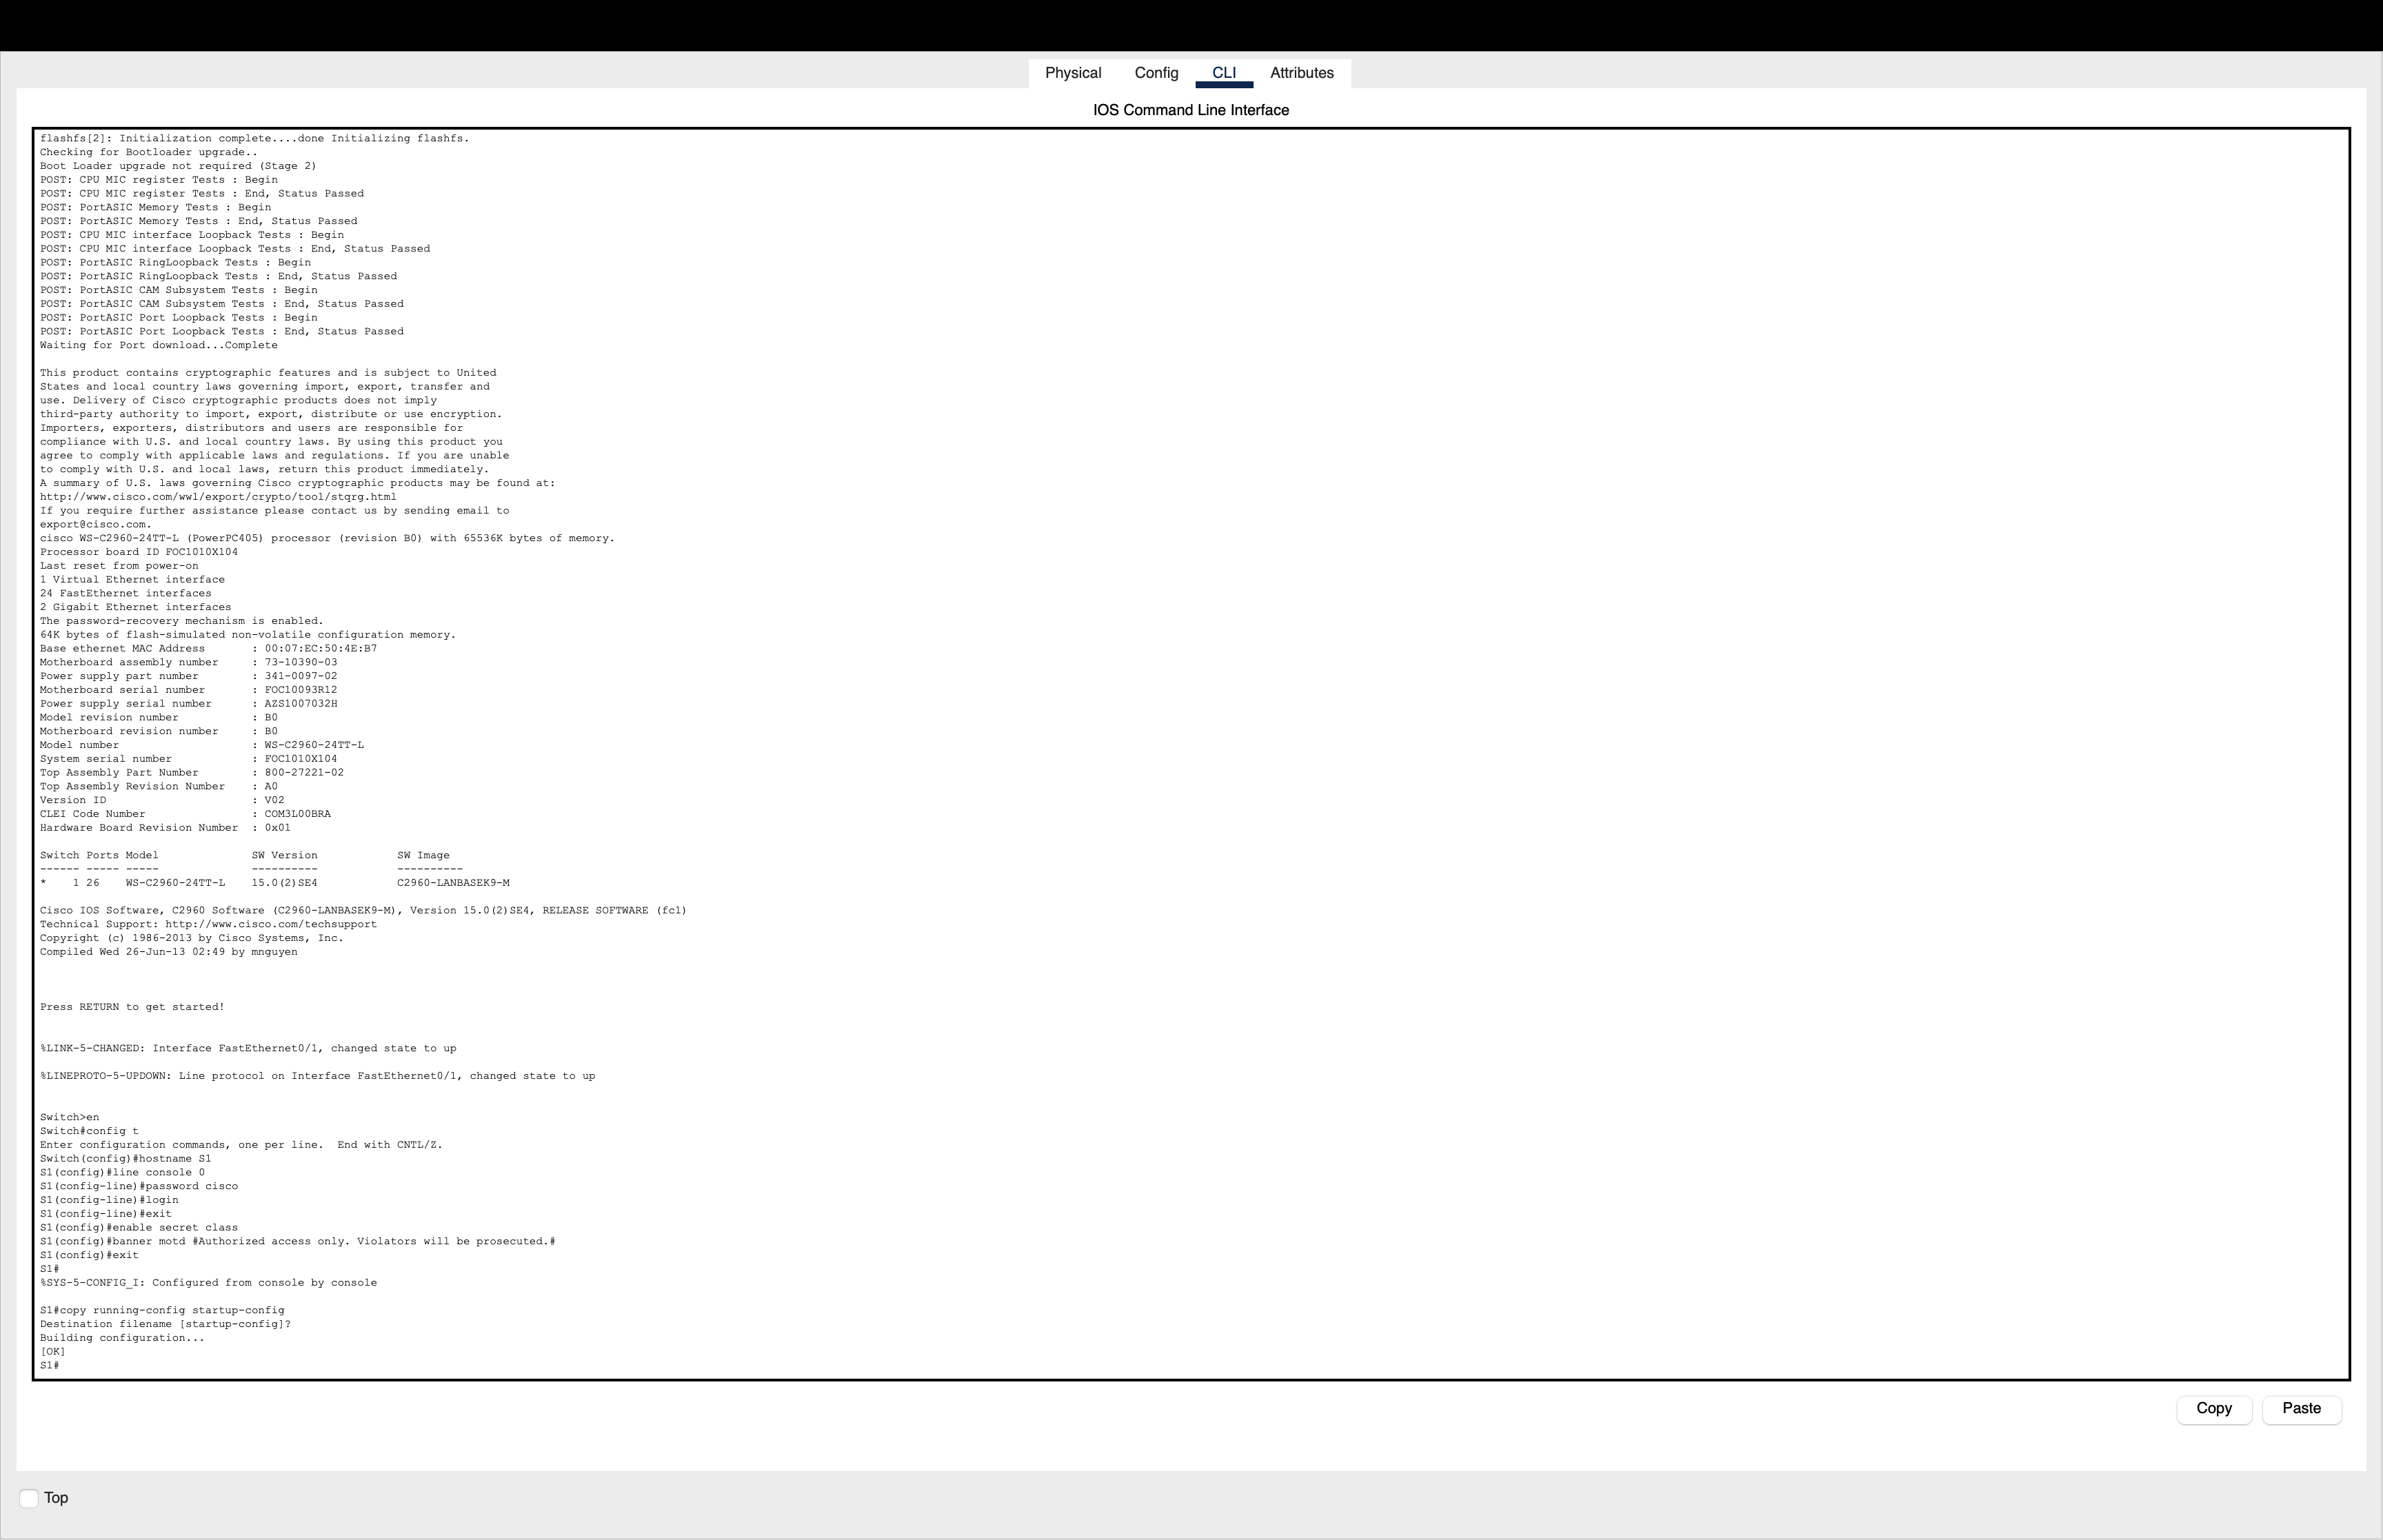 Physical Config CLI Attributes
IOS Command Line Interface
flashfs[2]: Initialization complete....done Initializing flashfs.
Checking for Bootloader upgrade..
Boot Loader upgrade not required (Stage 2)
POST: CPU MIC register Tests : Begin
POST: CPU MIC register Tests : End, Status Passed
POST: PortASIC Memory Tests : Begin
POST: PortASIC Memory Tests : End, Status Passed
POST: CPU MIC interface Loopback Tests : Begin
POST: CPU MIC interface Loopback Tests : End, Status Passed
POST: PortASIC RingLoopback Tests : Begin
POST: PortASIC RingLoopback Tests : End, Status Passed
POST: PortASIC CAM Subsystem Tests : Begin
POST: PortASIC CAM Subsystem Tests : End, Status Passed
POST: PortASIC Port Loopback Tests : Begin
POST: PortASIC Port Loopback Tests : End, Status Passed
Waiting for Port download...Complete
This product contains cryptographic features and is subject to United
States and local country laws governing import, export, transfer and
use. Delivery of Cisco cryptographic products does not imply
third-party authority to import, export, distribute or use encryption.
Importers, exporters, distributors and users are responsible for
compliance with U.S. and local country laws. By using this product you
agree to comply with applicable laws and regulations. If you are unable
to comply with U.S. and local laws, return this product immediately.
A summary of U.S. laws governing Cisco cryptographic products may be found at:
http://www.cisco.com/wwl/export/crypto/tool/stqrg.html
If you require further assistance please contact us by sending email to
export@cisco.com.
cisco WS-C2960-24TT-L (PowerPC405) processor (revision B0) with 65536K bytes of memory.
Processor board ID FOC1010X104
Last reset from power-on
1 Virtual Ethernet interface
24 FastEthernet interfaces
2 Gigabit Ethernet interfaces
The password-recovery mechanism is enabled.
64K bytes of flash-simulated non-volatile configuration memory.
Base ethernet MAC Address : 00:07:EC:50:4E:B7
Motherboard assembly number : 73-10390-03
Power supply part number : 341-0097-02
Motherboard serial number : FOC10093R12
Power supply serial number : AZS1007032H
Model revision number : B0
Motherboard revision number : B0
Model number : WS-C2960-24TT-L
System serial number : FOC1010X104
Top Assembly Part Number : 800-27221-02
Top Assembly Revision Number : A0
Version ID : V02
CLEI Code Number : COM3L00BRA
Hardware Board Revision Number : 0x01
Switch Ports Model SW Version SW Image
------ ----- ----- ---------- ----------
* 1 26 WS-C2960-24TT-L 15.0(2)SE4 C2960-LANBASEK9-M
Cisco IOS Software, C2960 Software (C2960-LANBASEK9-M), Version 15.0(2)SE4, RELEASE SOFTWARE (fc1)
Technical Support: http://www.cisco.com/techsupport
Copyright (c) 1986-2013 by Cisco Systems, Inc.
Compiled Wed 26-Jun-13 02:49 by mnguyen
Press RETURN to get started!
%LINK-5-CHANGED: Interface FastEthernet0/1, changed state to up
%LINEPROTO-5-UPDOWN: Line protocol on Interface FastEthernet0/1, changed state to up
Switch>en
Switch#config t
Enter configuration commands, one per line. End with CNTL/Z.
Switch(config)#hostname S1
S1(config)#line console 0
S1(config-line)#password cisco
S1(config-line)#login
S1(config-line)#exit
S1(config)#enable secret class
S1(config)#banner motd #Authorized access only. Violators will be prosecuted.#
S1(config)#exit
S1#
%SYS-5-CONFIG_I: Configured from console by console
S1#copy running-config startup-config
Destination filename [startup-config]?
Building configuration...
[OK]
S1#
Copy Paste
Top